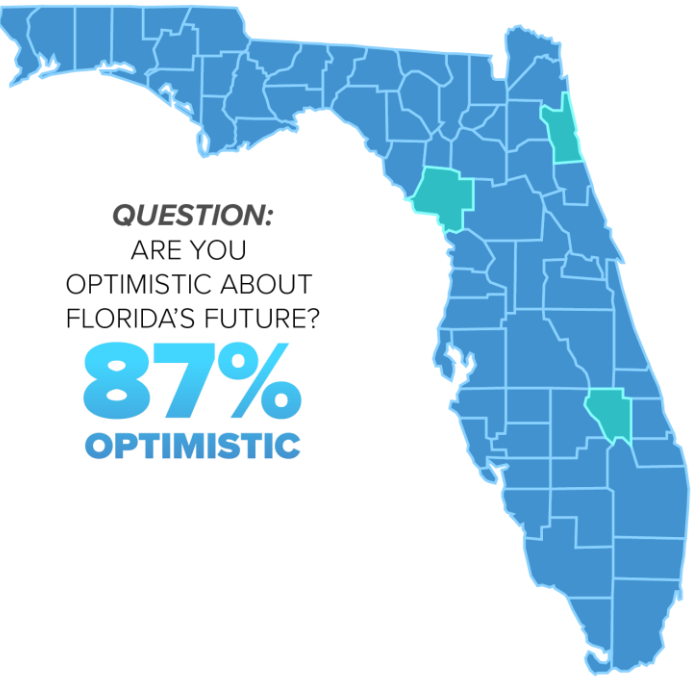 QUESTION:
ARE YOU
OPTIMISTIC ABOUT
FLORIDA'S FUTURE?
87%
OPTIMISTIC